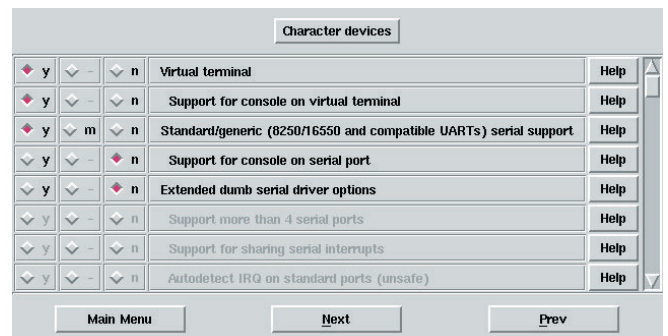 Character devices
y - n Virtual terminal Help
y - n Support for console on virtual terminal Help
y m n Standard/generic (8250/16550 and compatible UARTs) serial support Help
y - n Support for console on serial port Help
y - n Extended dumb serial driver options Help
y - n Support more than 4 serial ports Help
y - n Support for sharing serial interrupts Help
y - n Autodetect IRQ on standard ports (unsafe) Help
Main Menu Next Prev